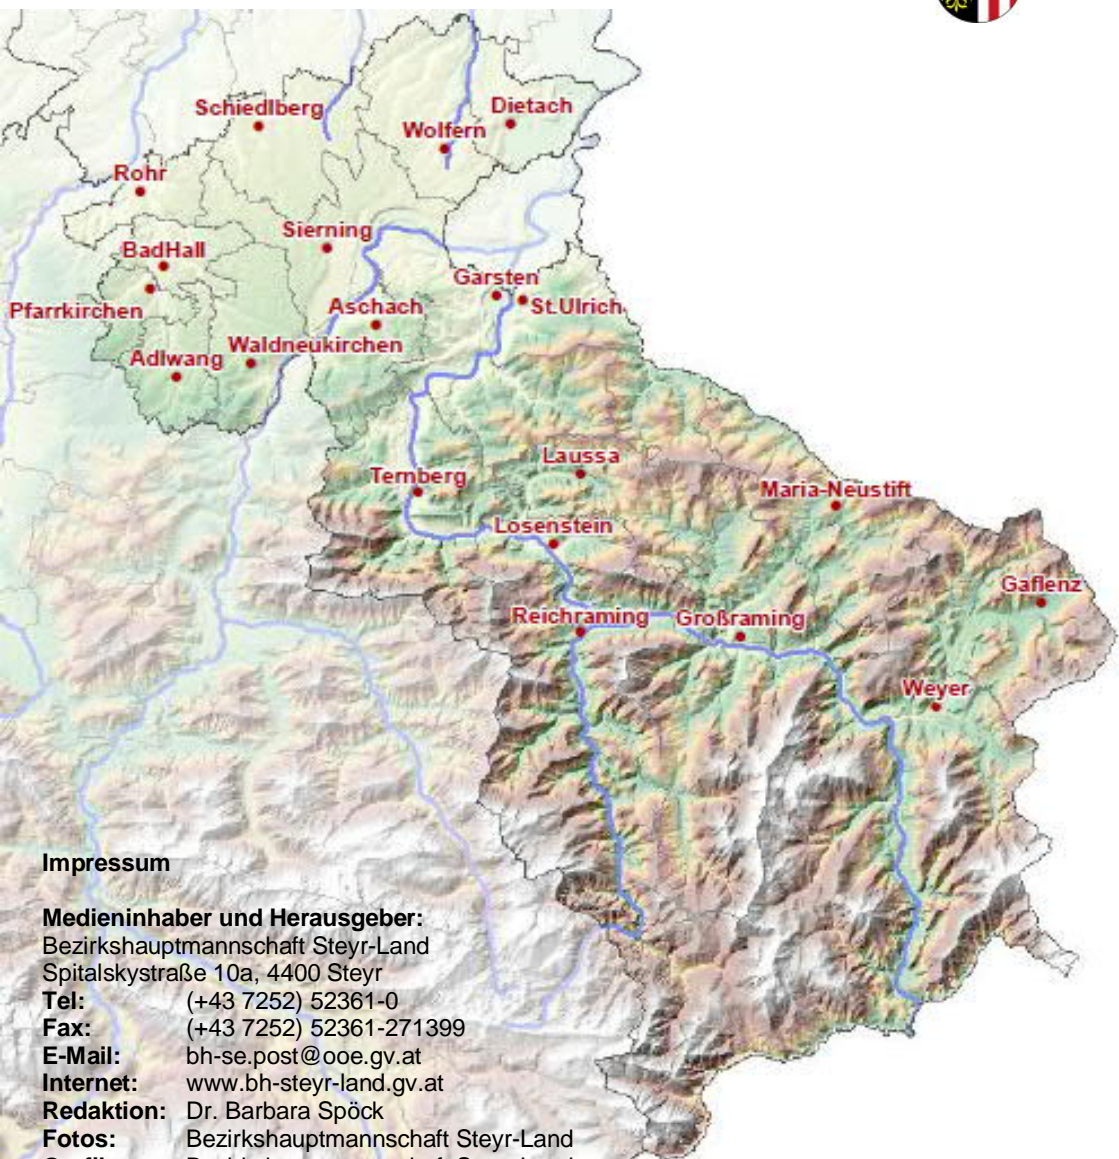 Schiedlberg
Dietach
Wolfern
Rohr
Sierning
BadHall
Garsten
Pfarrkirchen
Aschach
St.Ulrich
Adlwang
Waldneukirchen
Ternberg
Laussa
Maria-Neustift
Losenstein
Gaflenz
Reichraming
Großraming
Weyer
Impressum
Medieninhaber und Herausgeber:
Bezirkshauptmannschaft Steyr-Land
Spitalskystraße 10a, 4400 Steyr
Tel: (+43 7252) 52361-0
Fax: (+43 7252) 52361-271399
E-Mail: bh-se.post@ooe.gv.at
Internet: www.bh-steyr-land.gv.at
Redaktion: Dr. Barbara Spöck
Fotos: Bezirkshauptmannschaft Steyr-Land